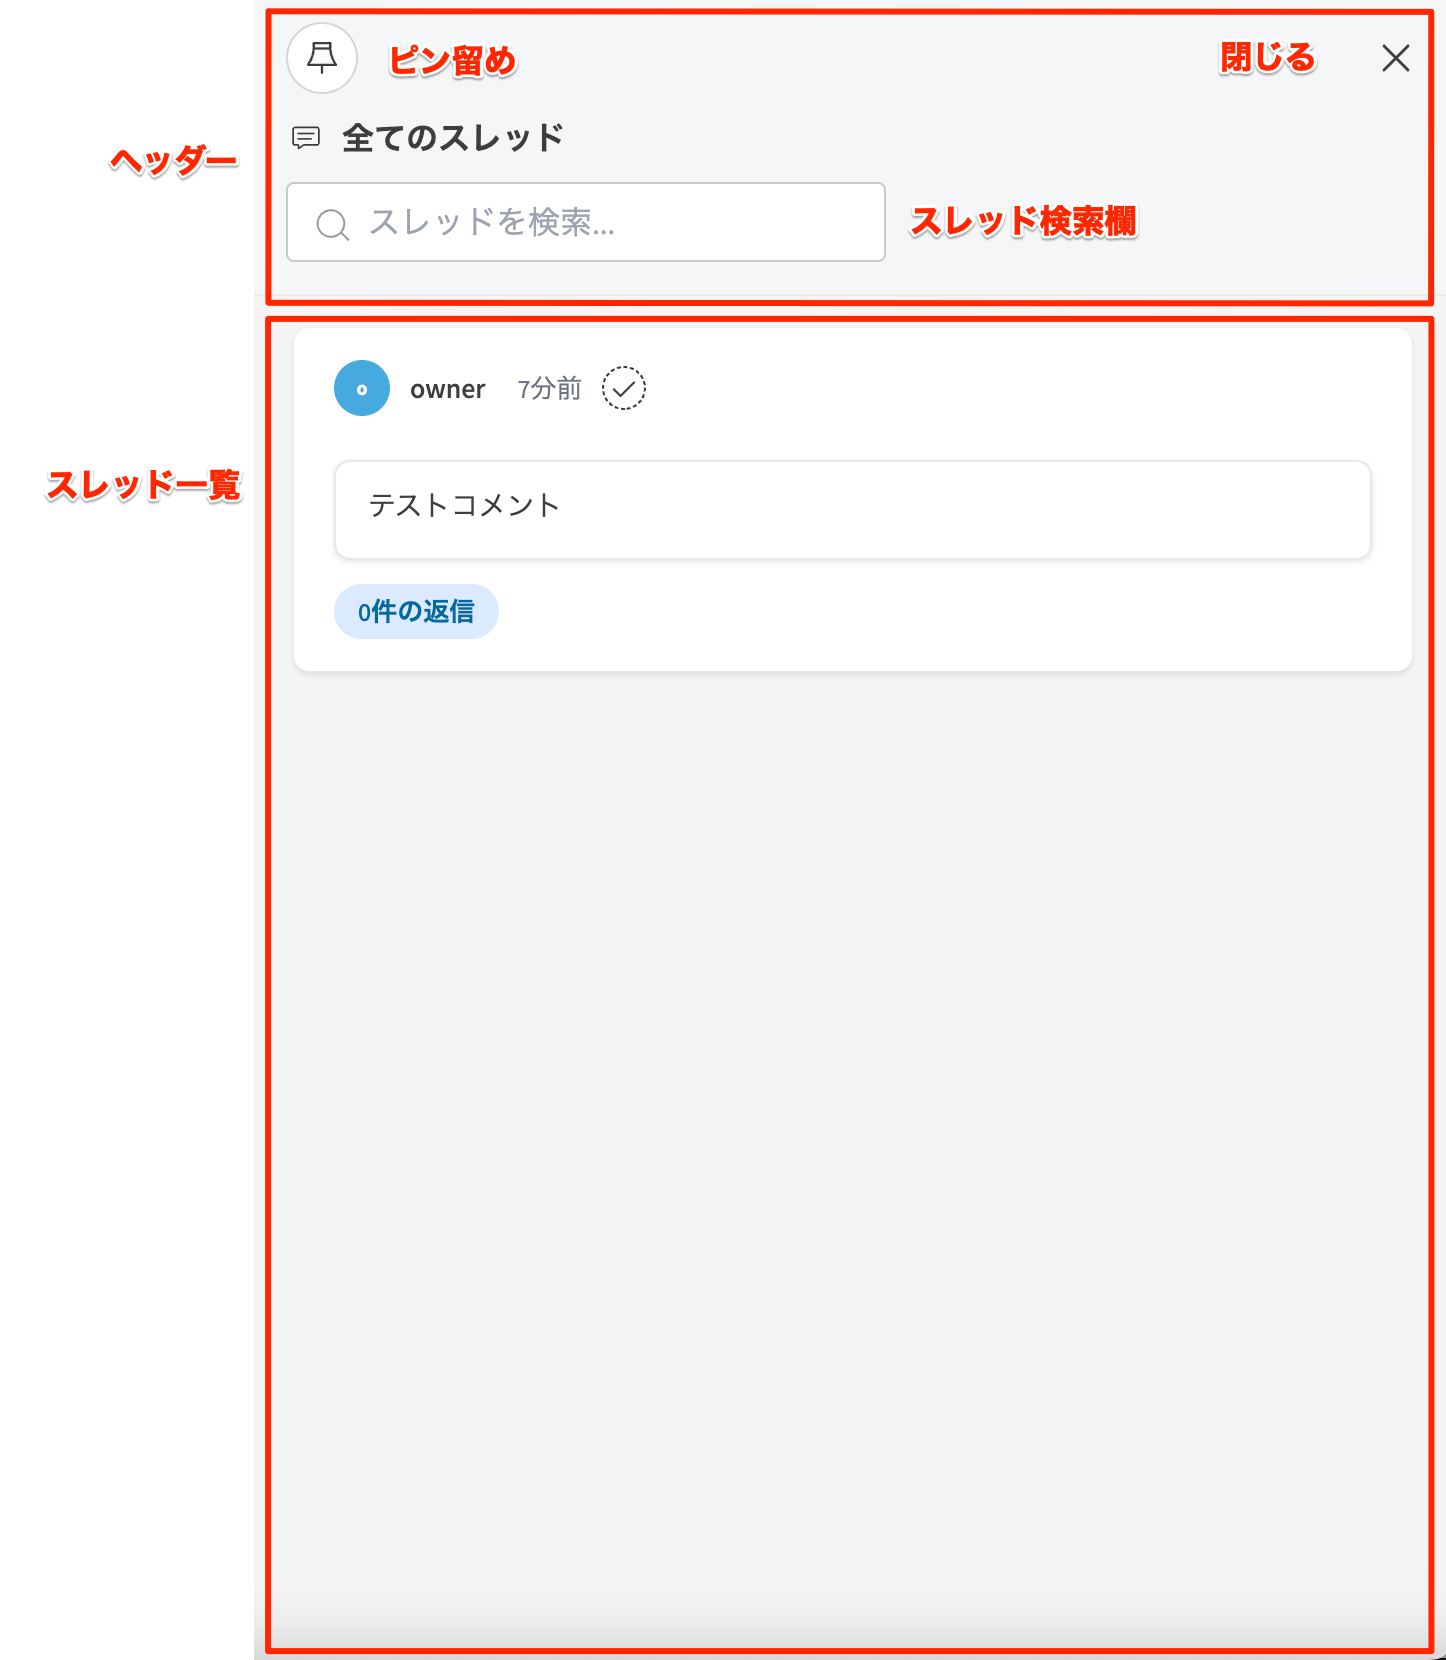 ピン留め
閉じる
全てのスレッド
ヘッダー
スレッドを検索...
スレッド検索欄
o
owner
7分前
スレッド一覧
テストコメント
0件の返信